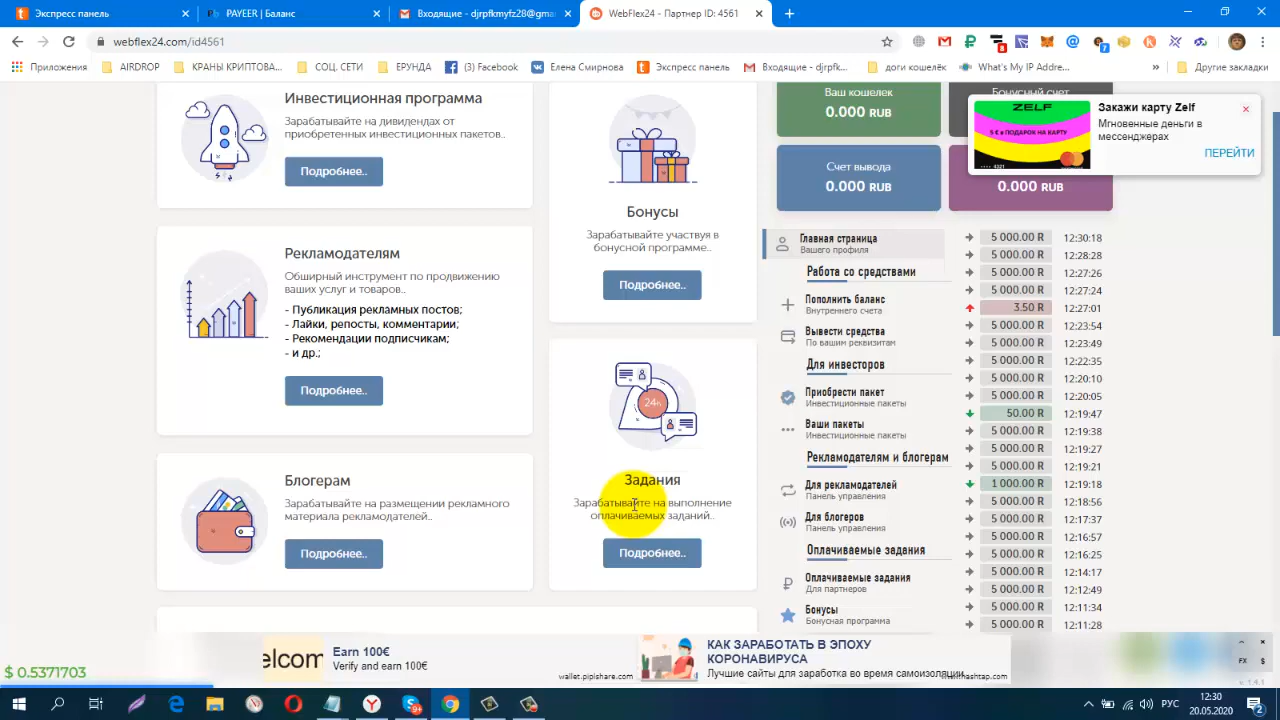 Экспресс панель
PAYEER | Баланс
Входящие - djrpfkmyfz28@gma
WebFlex24 - Партнер ID: 4561
webflex24.com/id4561
Приложения
AIRDROP
КРАНЫ КРИПТОВА...
СОЦ. СЕТИ
ЕРУНДА
(3) Facebook
Елена Смирнова
Экспресс панель
Входящие - djrpfk...
доги кошелёк
What's My IP Addre...
»
Другие закладки
Инвестиционная программа
Заработайте на дивидендах от
приобретенных инвестиционных пакетов..
Подробнее..
Рекламодателям
Обширный инструмент по продвижению
ваших услуг и товаров..
- Публикация рекламных постов;
- Лайки, репосты, комментарии;
- Рекомендации подписчикам;
- и др.;
Подробнее..
Блогерам
Зарабатывайте на размещении рекламного
материала рекламодателей..
Подробнее..
Бонусы
Зарабатывайте участвуя в
бонусной программе..
Подробнее..
24h
Задания
Зарабатывайте на выполнение
оплачиваемых заданий..
Подробнее..
Ваш кошелек
0.000 RUB
Бонусный счет
Счет вывода
0.000 RUB
0.000 RUB
ZELF
5 € в ПОДАРОК НА КАРТУ
4321
Закажи карту Zelf
Мгновенные деньги в
мессенджерах
ПЕРЕЙТИ
Главная страница
Вашего профиля
Работа со средствами
Пополнить баланс
Внутреннего счета
Вывести средства
По вашим реквизитам
Для инвесторов
Приобрести пакет
Инвестиционные пакеты
Ваши пакеты
Инвестиционные пакеты
Рекламодателям и блогерам
Для рекламодателей
Панель управления
Для блогеров
Панель управления
Оплачиваемые задания
Оплачиваемые задания
Для партнеров
Бонусы
Бонусная программа
5 000.00 R 12:30:18
5 000.00 R 12:28:28
5 000.00 R 12:27:26
5 000.00 R 12:27:24
3.50 R 12:27:01
5 000.00 R 12:23:54
5 000.00 R 12:23:49
5 000.00 R 12:22:35
5 000.00 R 12:20:10
5 000.00 R 12:20:05
50.00 R 12:19:47
5 000.00 R 12:19:38
5 000.00 R 12:19:27
5 000.00 R 12:19:21
1 000.00 R 12:19:18
5 000.00 R 12:18:56
5 000.00 R 12:17:37
5 000.00 R 12:16:57
5 000.00 R 12:16:25
5 000.00 R 12:14:17
5 000.00 R 12:12:49
5 000.00 R 12:11:34
5 000.00 R 12:11:28
$ 0.5371703
elcom
Earn 100€
Verify and earn 100€
wallet.piplshare.com
КАК ЗАРАБОТАТЬ В ЭПОХУ
КОРОНАВИРУСА
Лучшие сайты для заработка во время самоизоляции
FX
$
v 1.4.1
РУС
12:30
20.05.2020